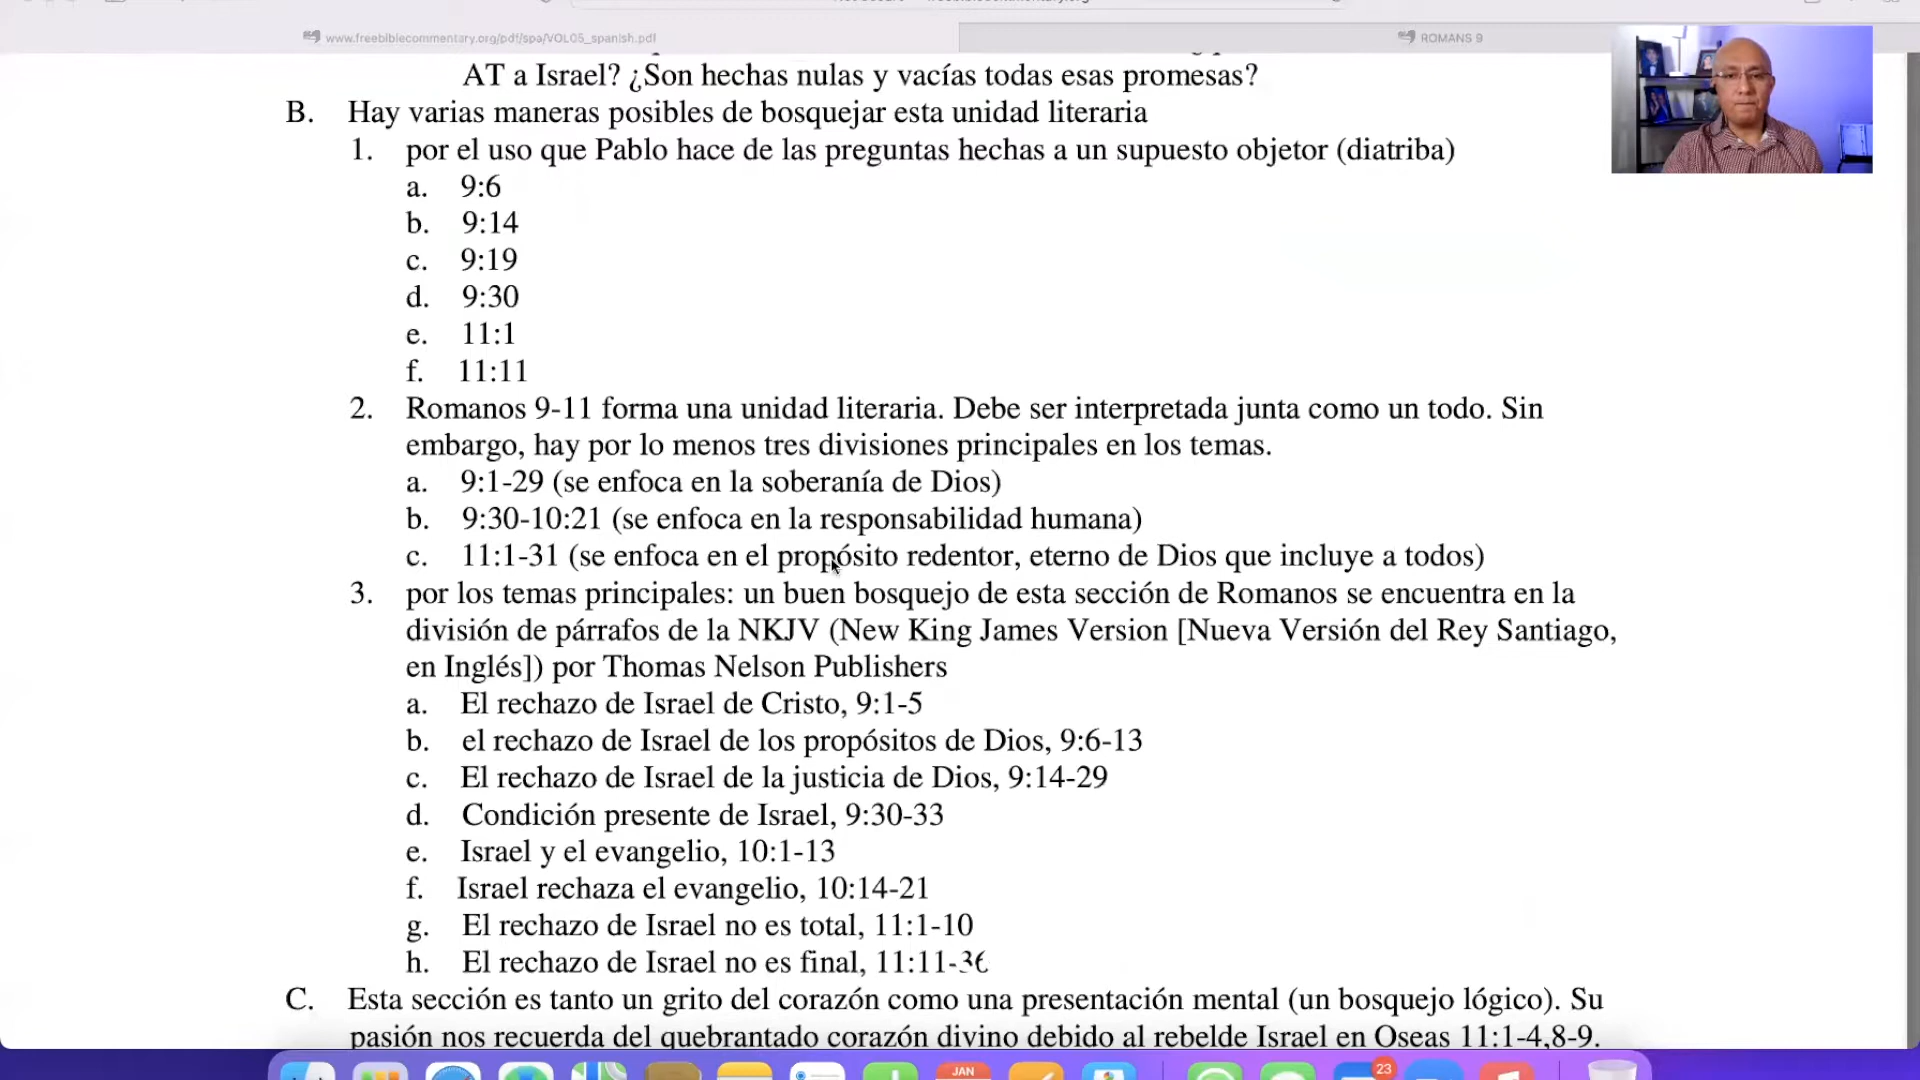 www.freebiblecommentary.org/pdf/spa/VOL05_spanish.pdf
ROMANS 9
AT a Israel? ¿Son hechas nulas y vacías todas esas promesas?
B. Hay varias maneras posibles de bosquejar esta unidad literaria
1. por el uso que Pablo hace de las preguntas hechas a un supuesto objetor (diatriba)
a. 9:6
b. 9:14
c. 9:19
d. 9:30
e. 11:1
f. 11:11
2. Romanos 9-11 forma una unidad literaria. Debe ser interpretada junta como un todo. Sin
embargo, hay por lo menos tres divisiones principales en los temas.
a. 9:1-29 (se enfoca en la soberanía de Dios)
b. 9:30-10:21 (se enfoca en la responsabilidad humana)
c. 11:1-31 (se enfoca en el propósito redentor, eterno de Dios que incluye a todos)
3. por los temas principales: un buen bosquejo de esta sección de Romanos se encuentra en la
división de párrafos de la NKJV (New King James Version [Nueva Versión del Rey Santiago,
en Inglés]) por Thomas Nelson Publishers
a. El rechazo de Israel de Cristo, 9:1-5
b. el rechazo de Israel de los propósitos de Dios, 9:6-13
c. El rechazo de Israel de la justicia de Dios, 9:14-29
d. Condición presente de Israel, 9:30-33
e. Israel y el evangelio, 10:1-13
f. Israel rechaza el evangelio, 10:14-21
g. El rechazo de Israel no es total, 11:1-10
h. El rechazo de Israel no es final, 11:11-36
C. Esta sección es tanto un grito del corazón como una presentación mental (un bosquejo lógico). Su
pasión nos recuerda del quebrantado corazón divino debido al rebelde Israel en Oseas 11:1-4,8-9.
JAN
23